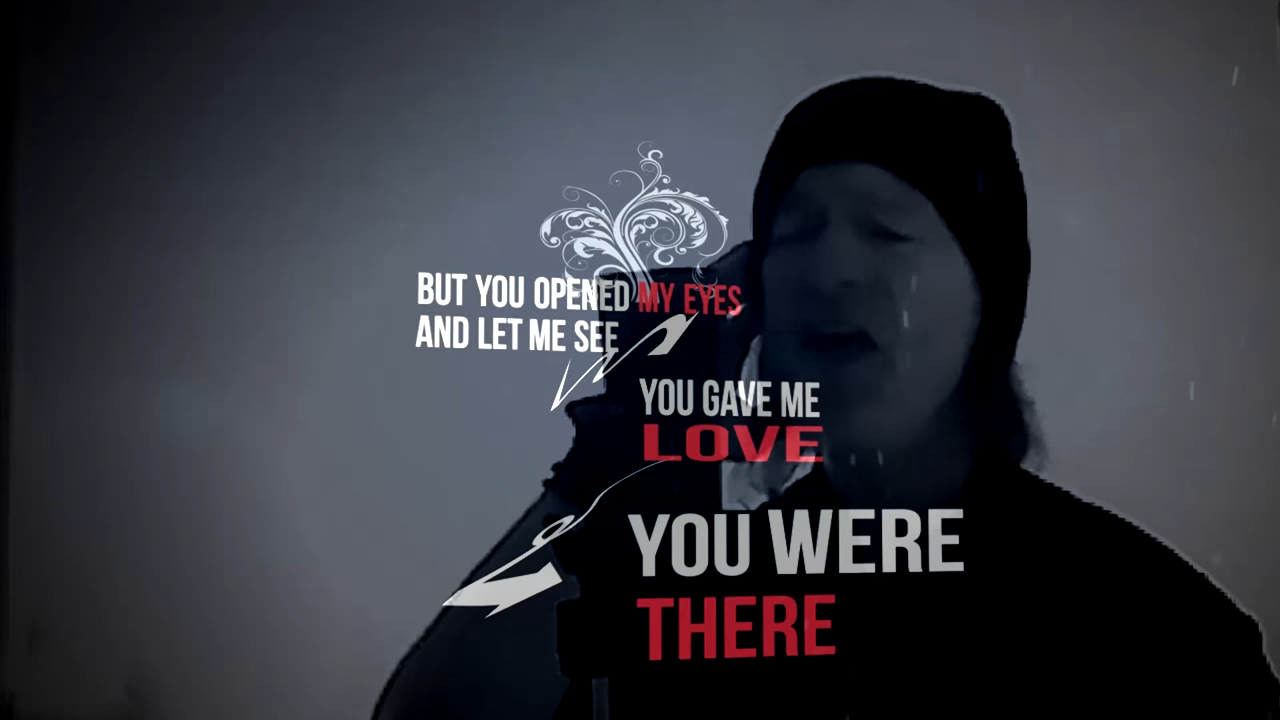 BUT YOU OPENED MY EYES
AND LET ME SEE
YOU GAVE ME
LOVE
YOU WERE
THERE